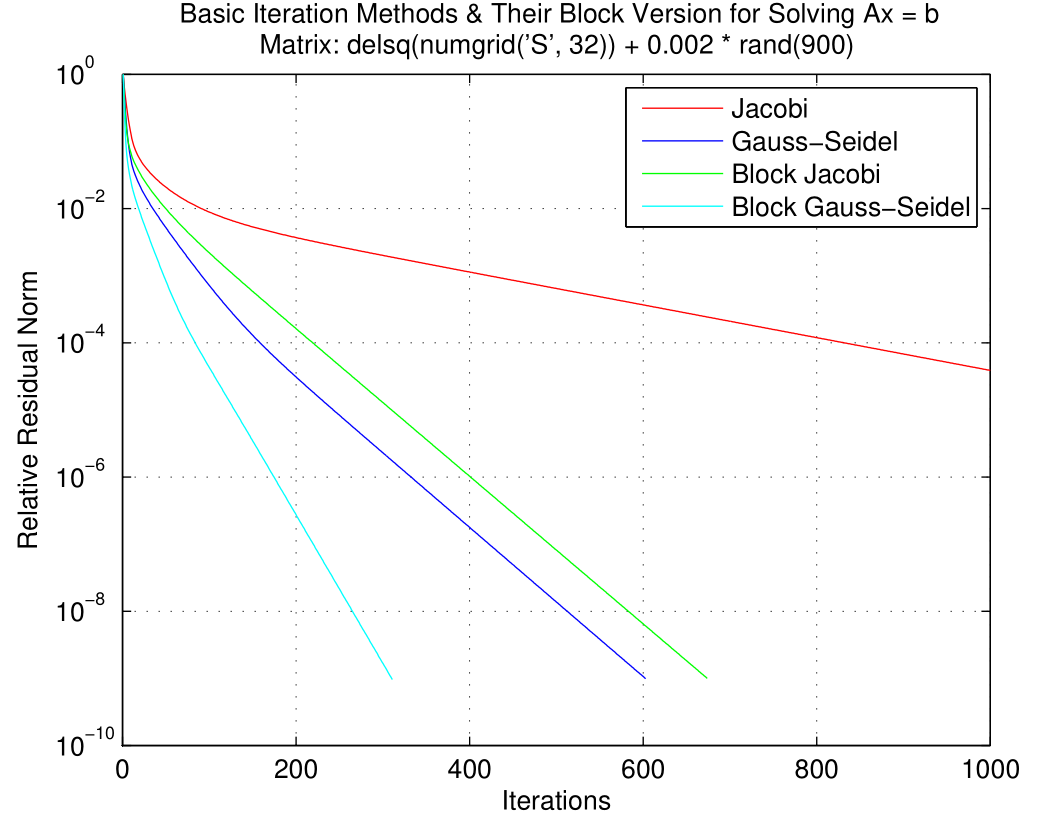 Basic Iteration Methods & Their Block Version for Solving Ax = b
Matrix: delsq(numgrid('S', 32)) + 0.002 * rand(900)
10^0
10^−2
10^−4
10^−6
10^−8
10^−10
Relative Residual Norm
Jacobi
Gauss−Seidel
Block Jacobi
Block Gauss−Seidel
0 200 400 600 800 1000
Iterations